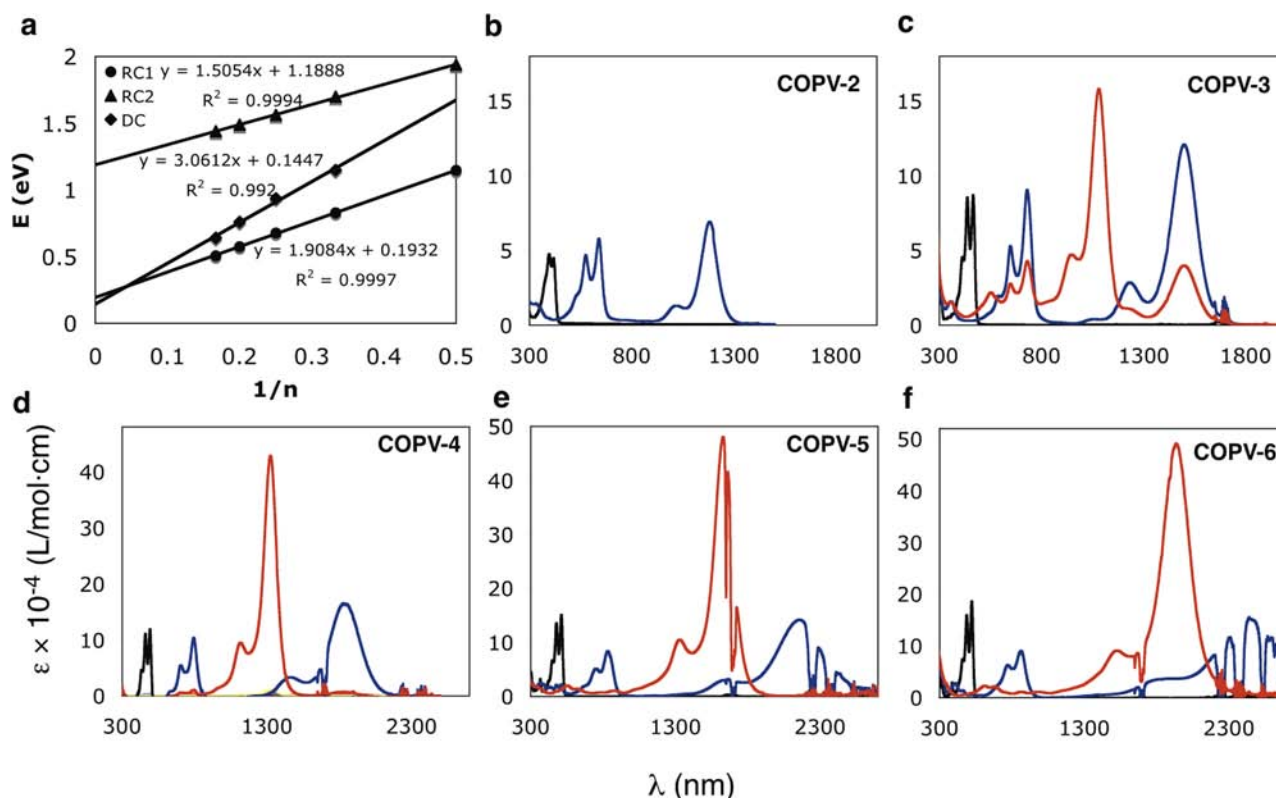 a
2
1.5
1
0.5
0
E (eV)
RC1
RC2
DC
y = 1.5054x + 1.1888
R² = 0.9994
y = 3.0612x + 0.1447
R² = 0.992
y = 1.9084x + 0.1932
R² = 0.9997
0 0.1 0.2 0.3 0.4 0.5
1/n
b
COPV-2
15
10
5
0
300 800 1300 1800
c
COPV-3
15
10
5
0
300 800 1300 1800
d
COPV-4
40
30
20
10
0
300 1300 2300
e
COPV-5
50
40
30
20
10
0
300 1300 2300
f
COPV-6
50
40
30
20
10
0
300 1300 2300
ε × 10⁻⁴ (L/mol·cm)
λ (nm)